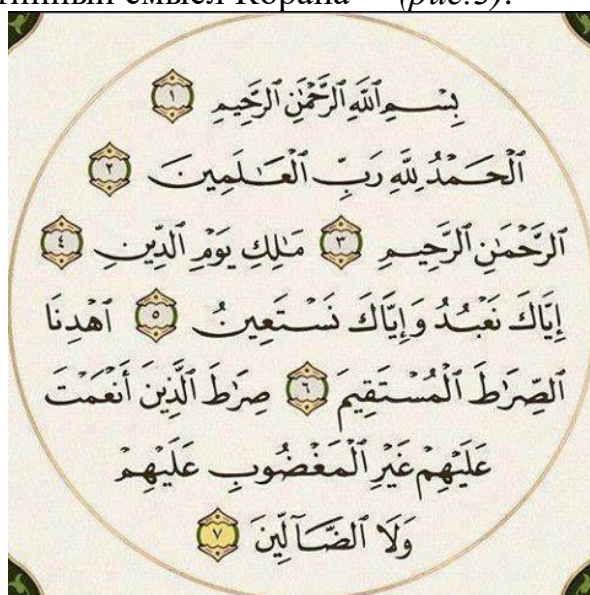 смысл Корана (рис.3).
بِسْمِ ٱللَّهِ ٱلرَّحْمَٰنِ ٱلرَّحِيمِ ١
ٱلْحَمْدُ لِلَّهِ رَبِّ ٱلْعَٰلَمِينَ ٢
ٱلرَّحْمَٰنِ ٱلرَّحِيمِ ٣ مَٰلِكِ يَوْمِ ٱلدِّينِ ٤
إِيَّاكَ نَعْبُدُ وَإِيَّاكَ نَسْتَعِينُ ٥ ٱهْدِنَا
ٱلصِّرَٰطَ ٱلْمُسْتَقِيمَ ٦ صِرَٰطَ ٱلَّذِينَ أَنْعَمْتَ
عَلَيْهِمْ غَيْرِ ٱلْمَغْضُوبِ عَلَيْهِمْ
وَلَا ٱلضَّآلِّينَ ٧